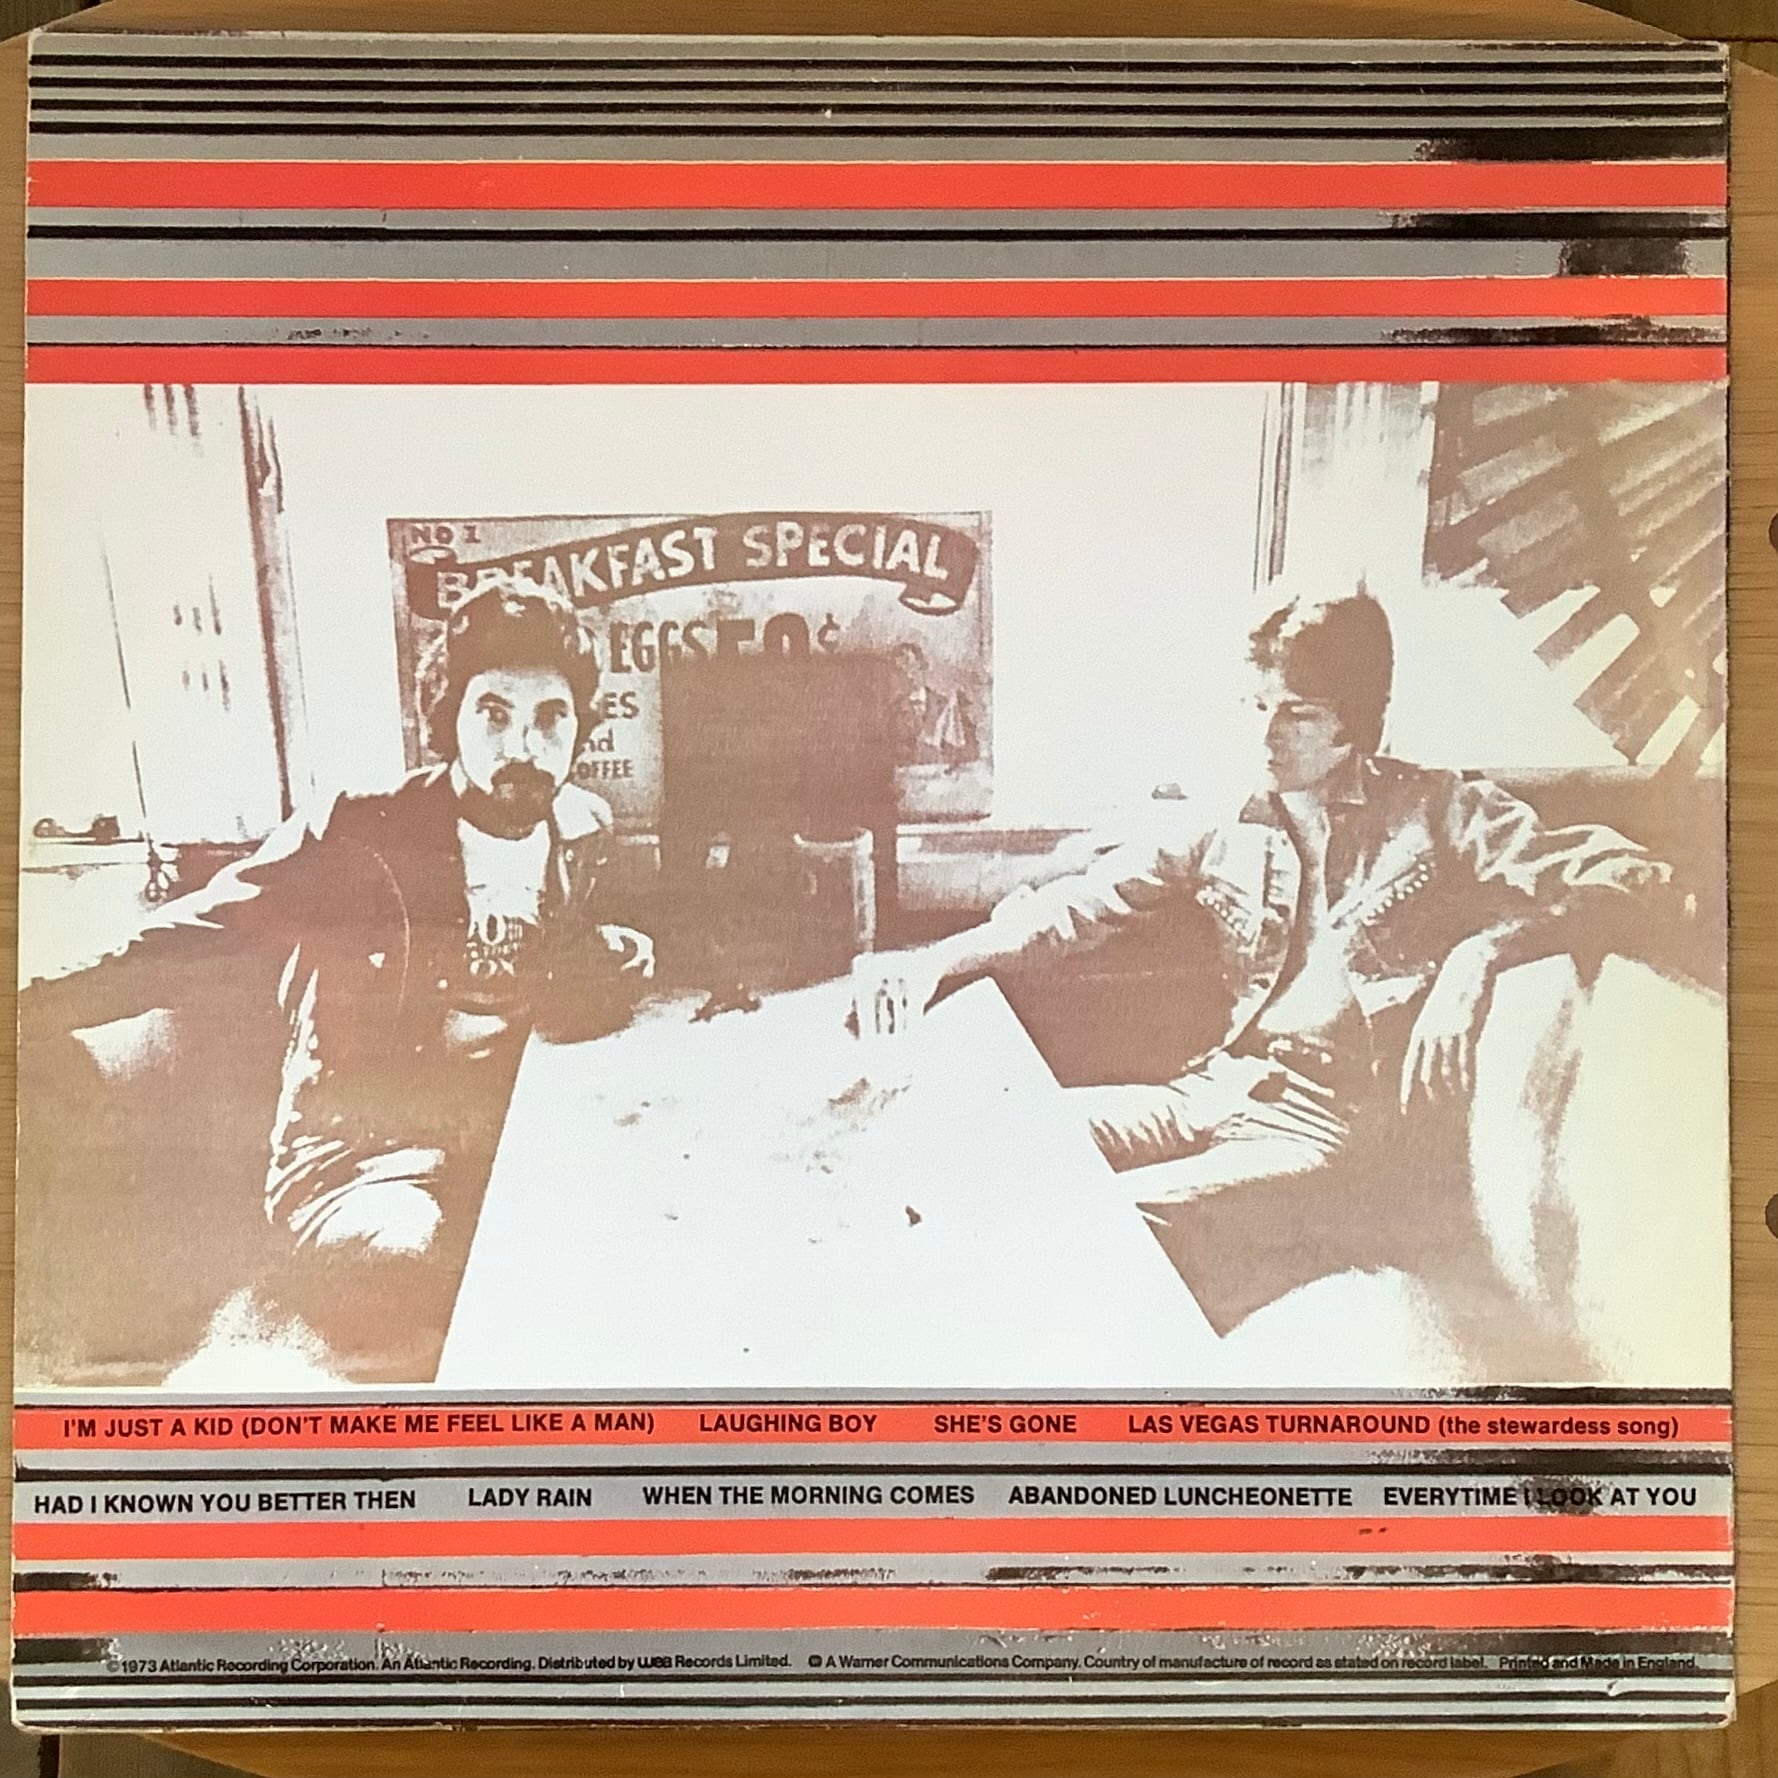 NO 1
BREAKFAST SPECIAL
EGGS 50¢
ES
nd
OFFEE
I'M JUST A KID (DON'T MAKE ME FEEL LIKE A MAN) LAUGHING BOY SHE'S GONE LAS VEGAS TURNAROUND (the stewardess song)
HAD I KNOWN YOU BETTER THEN LADY RAIN WHEN THE MORNING COMES ABANDONED LUNCHEONETTE EVERYTIME I LOOK AT YOU
©1973 Atlantic Recording Corporation. An Atlantic Recording. Distributed by wea Records Limited. A Warner Communications Company. Country of manufacture of record as stated on record label. Printed and Made in England.